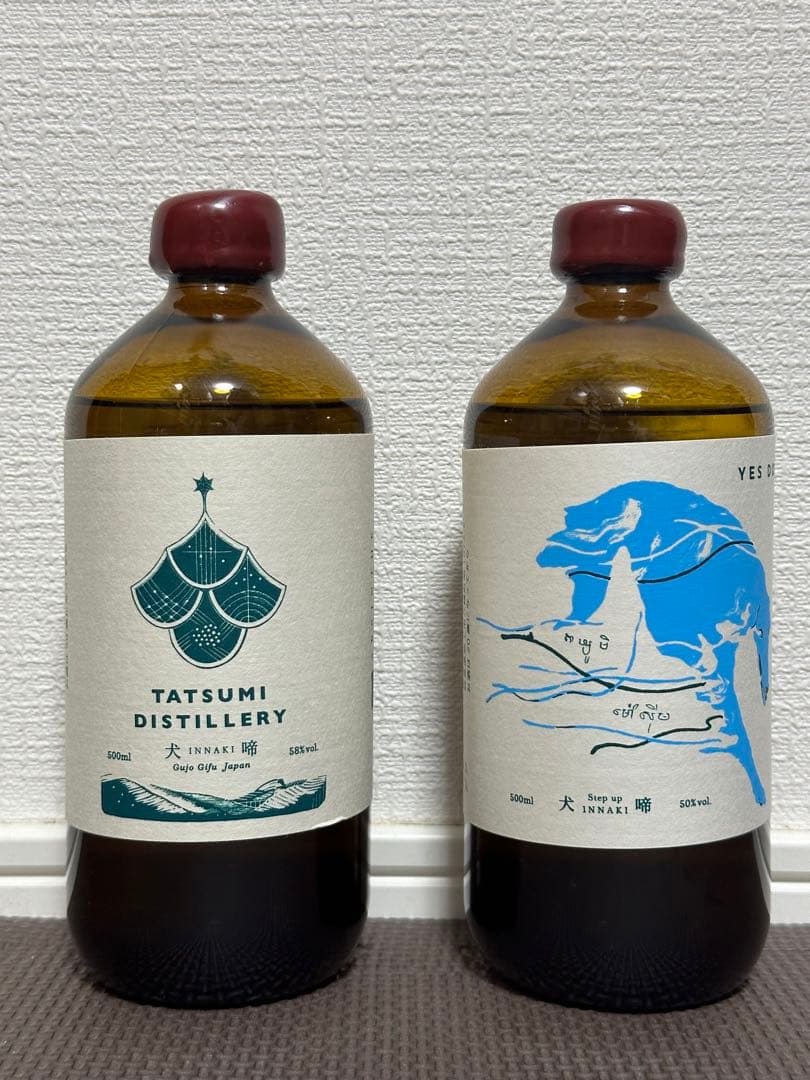 TATSUMI
DISTILLERY
500ml 犬 INNAKI 啼 58%vol.
Gujo Gifu Japan
YES
500ml 犬 Step up INNAKI 啼 50%vol.